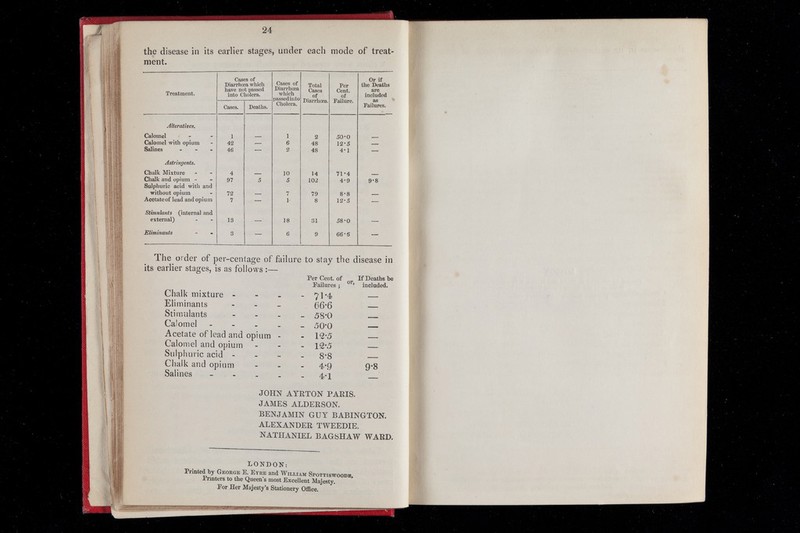 24
the disease in its earlier stages, under each mode of treat-
ment.
Treatment. Cases of Diarrhœa which have not passed into Cholera. Cases of Diarrhœa which passed into Cholera. Total Cases of Diarrhœa. Per Cent. of Failure. Or if the Deaths are included as Failures.
Cases. Deaths.
Alteratives.
Calomel - - 1 — 1 2 50·0 —
Calomel with opium - 42 — 6 48 12·5 —
Salines - - - 46 — 2 48 4·1 —
Astringents.
Chalk Mixture - - 4 — 10 14 71·4 —
Chalk and opium - - 97 5 5 102 4·9 9·8
Sulphuric acid with and
without opium - 72 — 7 79 8·8 —
Acetate of lead and opium 7 — 1 8 12·5 —
Stimulants (internal and
external) - - 13 — 18 31 58·0 —
Eliminants - - 3 — 6 9 66·6 —
The order of per-centage of failure to stay the disease in
its earlier stages, is as follows :—
Per Cent. of Failures ; or, If Deaths be included.
Chalk mixture - - - - - 71·4 —
Eliminants - - - 66·6 —
Stimulants - - - - 58·0 —
Calomel - - - - - 50·0 —
Acetate of lead and opium - - 12·5 —
Calomel and opium - - - 12·5 —
Sulphuric acid - - - - 8·8 —
Chalk and opium - - - 4·9 9·8
Salines - - - - - 4·1 —
JOHN AYRTON PARIS.
JAMES ALDERSON.
BENJAMIN GUY BABINGTON.
ALEXANDER TWEEDIE.
NATHANIEL BAGSHAW WARD.
LONDON:
Printed by GEORGE E. EYRE and WILLIAM SPOTTISWOODE,
Printers to the Queen's most Excellent Majesty.
For Her Majesty's Stationery Office.